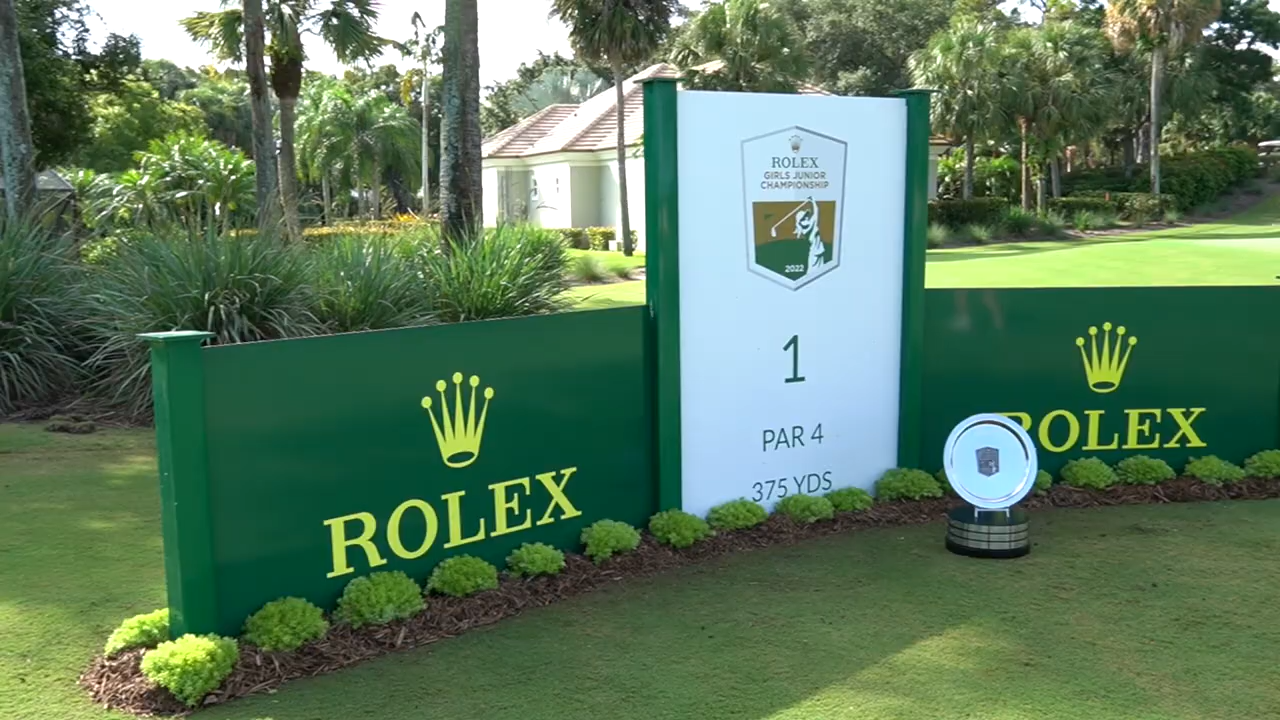 ROLEX
GIRLS JUNIOR
CHAMPIONSHIP
2022
1
PAR 4
375 YDS
ROLEX
ROLEX